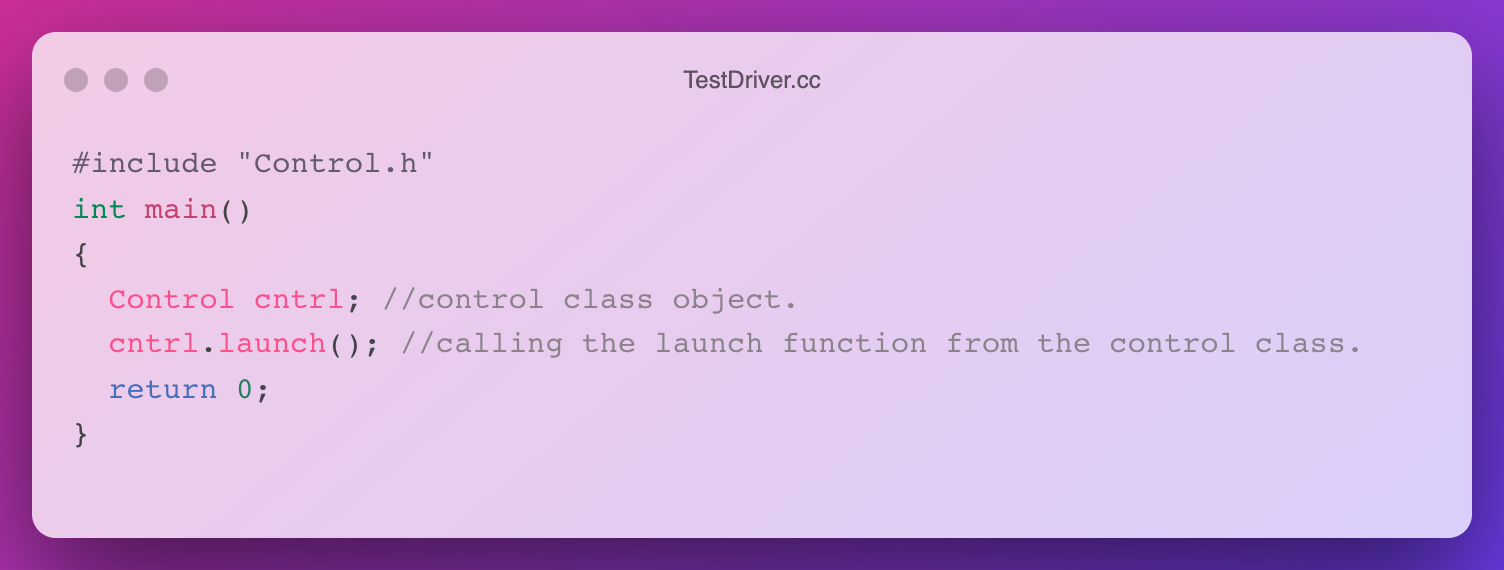 TestDriver.cc
#include "Control.h"
int main()
{
  Control cntrl; //control class object.
  cntrl.launch(); //calling the launch function from the control class.
  return 0;
}